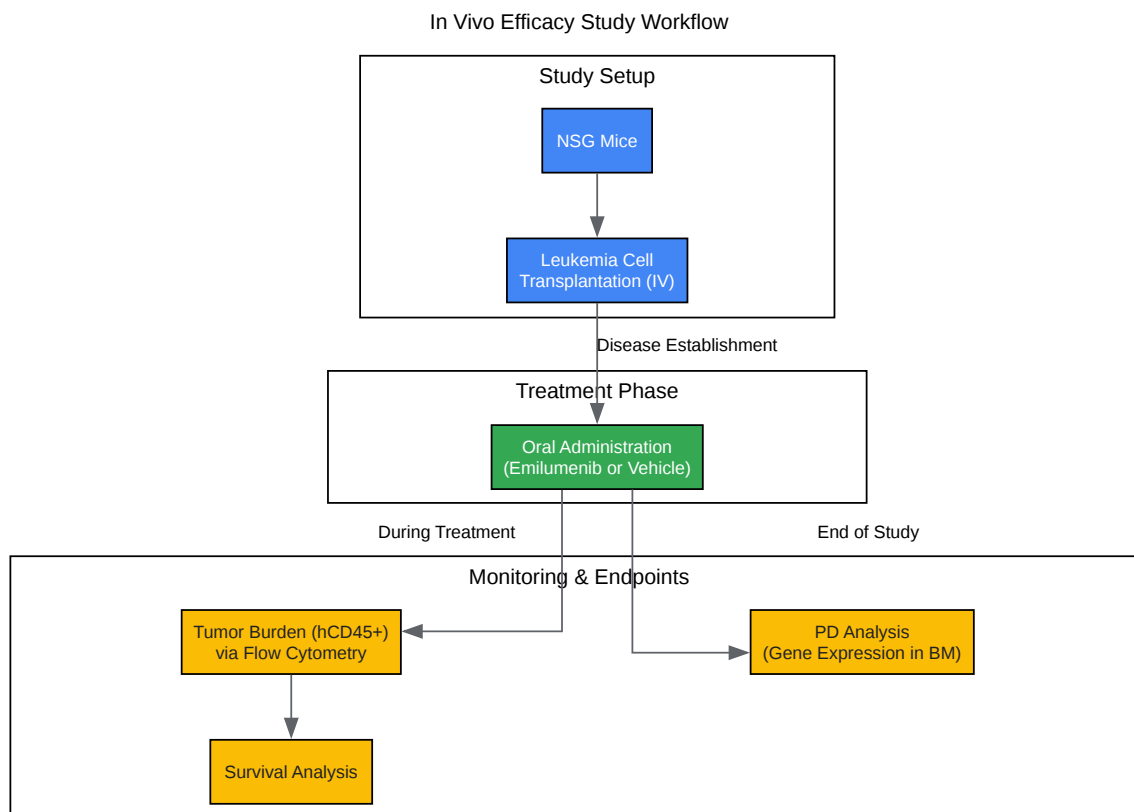 In Vivo Efficacy Study Workflow
Study Setup
NSG Mice
Leukemia Cell
Transplantation (IV)
Disease Establishment
Treatment Phase
Oral Administration
(Emilumenib or Vehicle)
During Treatment
End of Study
Monitoring & Endpoints
Tumor Burden (hCD45+)
via Flow Cytometry
PD Analysis
(Gene Expression in BM)
Survival Analysis